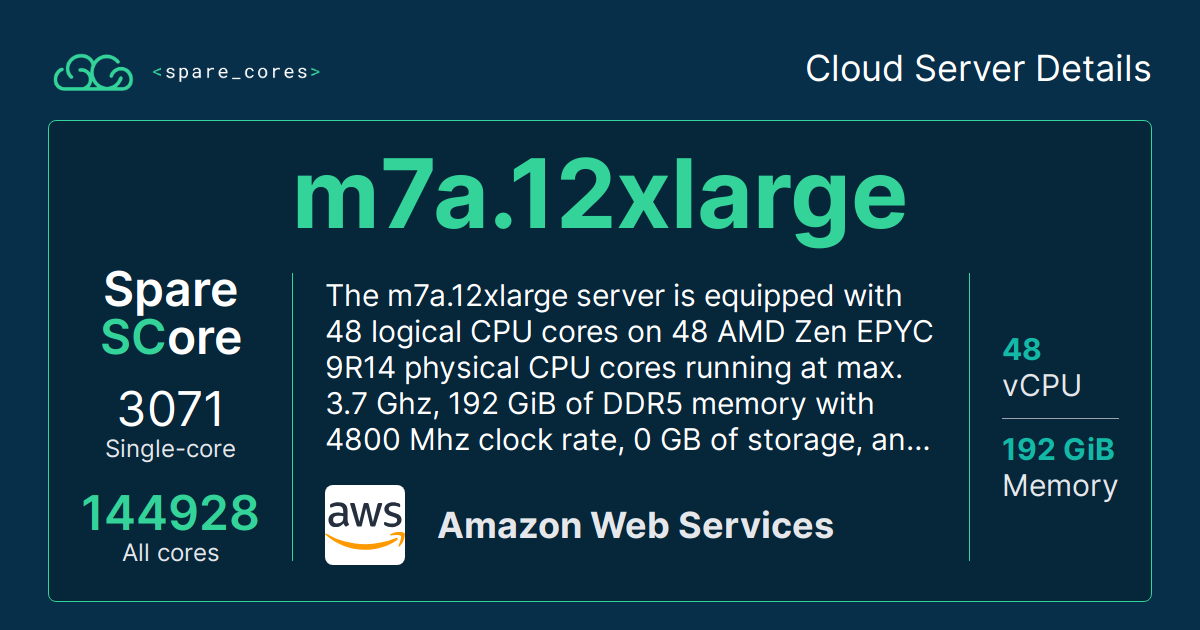 <spare_cores>
Cloud Server Details
m7a.12xlarge
Spare
SCore
3071
Single-core
144928
All cores
The m7a.12xlarge server is equipped with
48 logical CPU cores on 48 AMD Zen EPYC
9R14 physical CPU cores running at max.
3.7 Ghz, 192 GiB of DDR5 memory with
4800 Mhz clock rate, 0 GB of storage, an...
aws
Amazon Web Services
48
vCPU
192 GiB
Memory